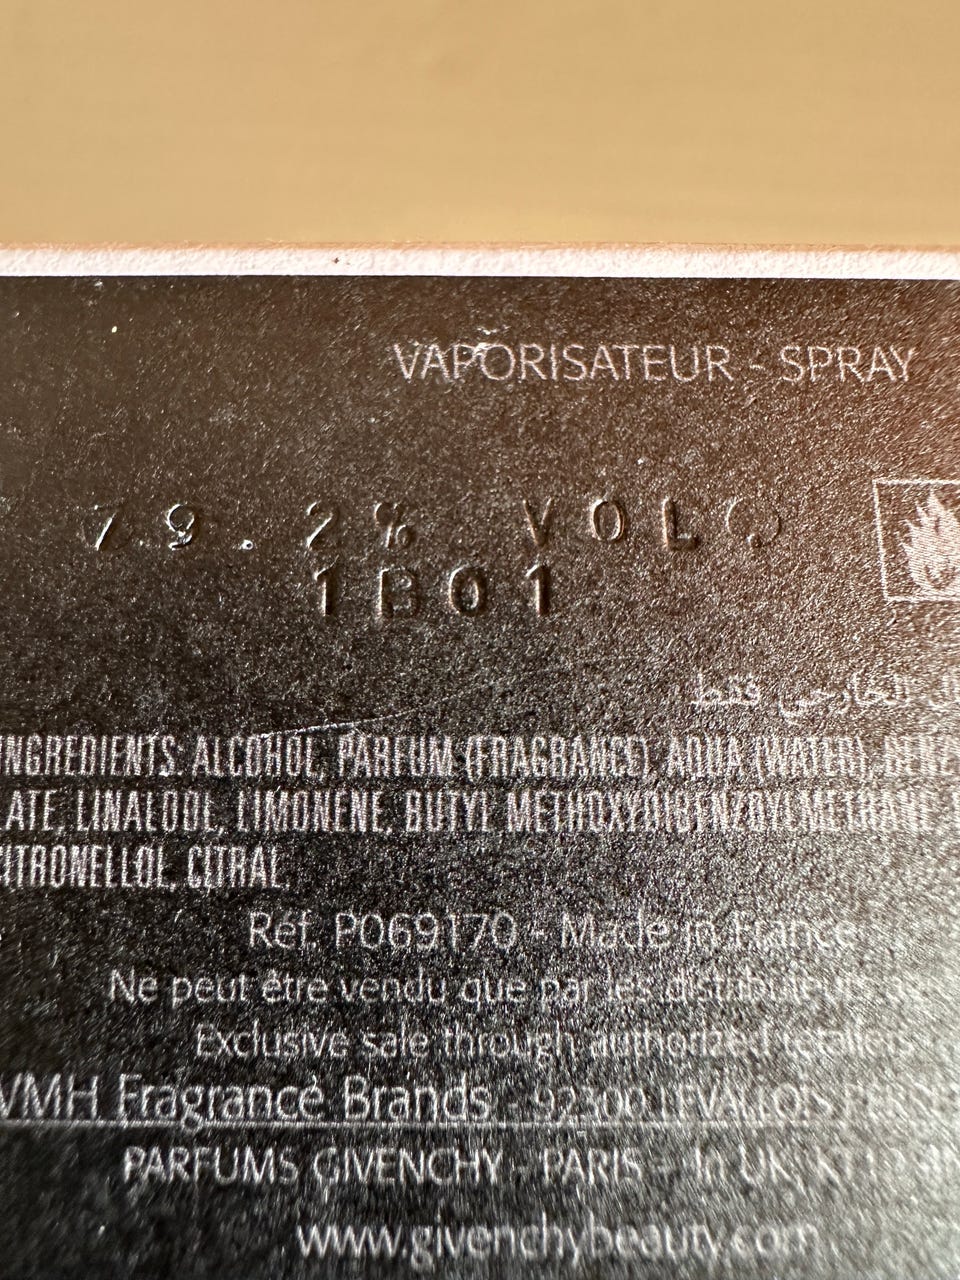 VAPORISATEUR - SPRAY
79.2% VOL.
1B01
الخارجي فقط
INGREDIENTS: ALCOHOL, PARFUM (FRAGRANCE), AQUA (WATER),
LINALOOL, LIMONENE, BUTYL METHOXYDIBENZOYLMETHANE
CITRONELLOL, CITRAL
Réf. P069170 - Made in France
Ne peut être vendu que par les distributeurs
Exclusive sale through authorized retailers
VMH Fragrance Brands - 92300 LEVALLOIS
PARFUMS GIVENCHY - PARIS - In UK:
www.givenchybeauty.com